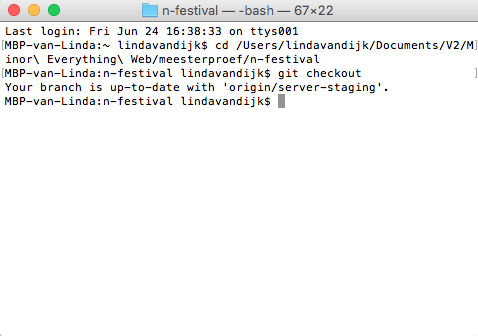 n-festival — -bash — 67×22
Last login: Fri Jun 24 16:38:33 on ttys001
[MBP-van-Linda:~ lindavandijk$ cd /Users/lindavandijk/Documents/V2/M]
inor\ Everything\ Web/meesterproef/n-festival
[MBP-van-Linda:n-festival lindavandijk$ git checkout ]
Your branch is up-to-date with 'origin/server-staging'.
MBP-van-Linda:n-festival lindavandijk$